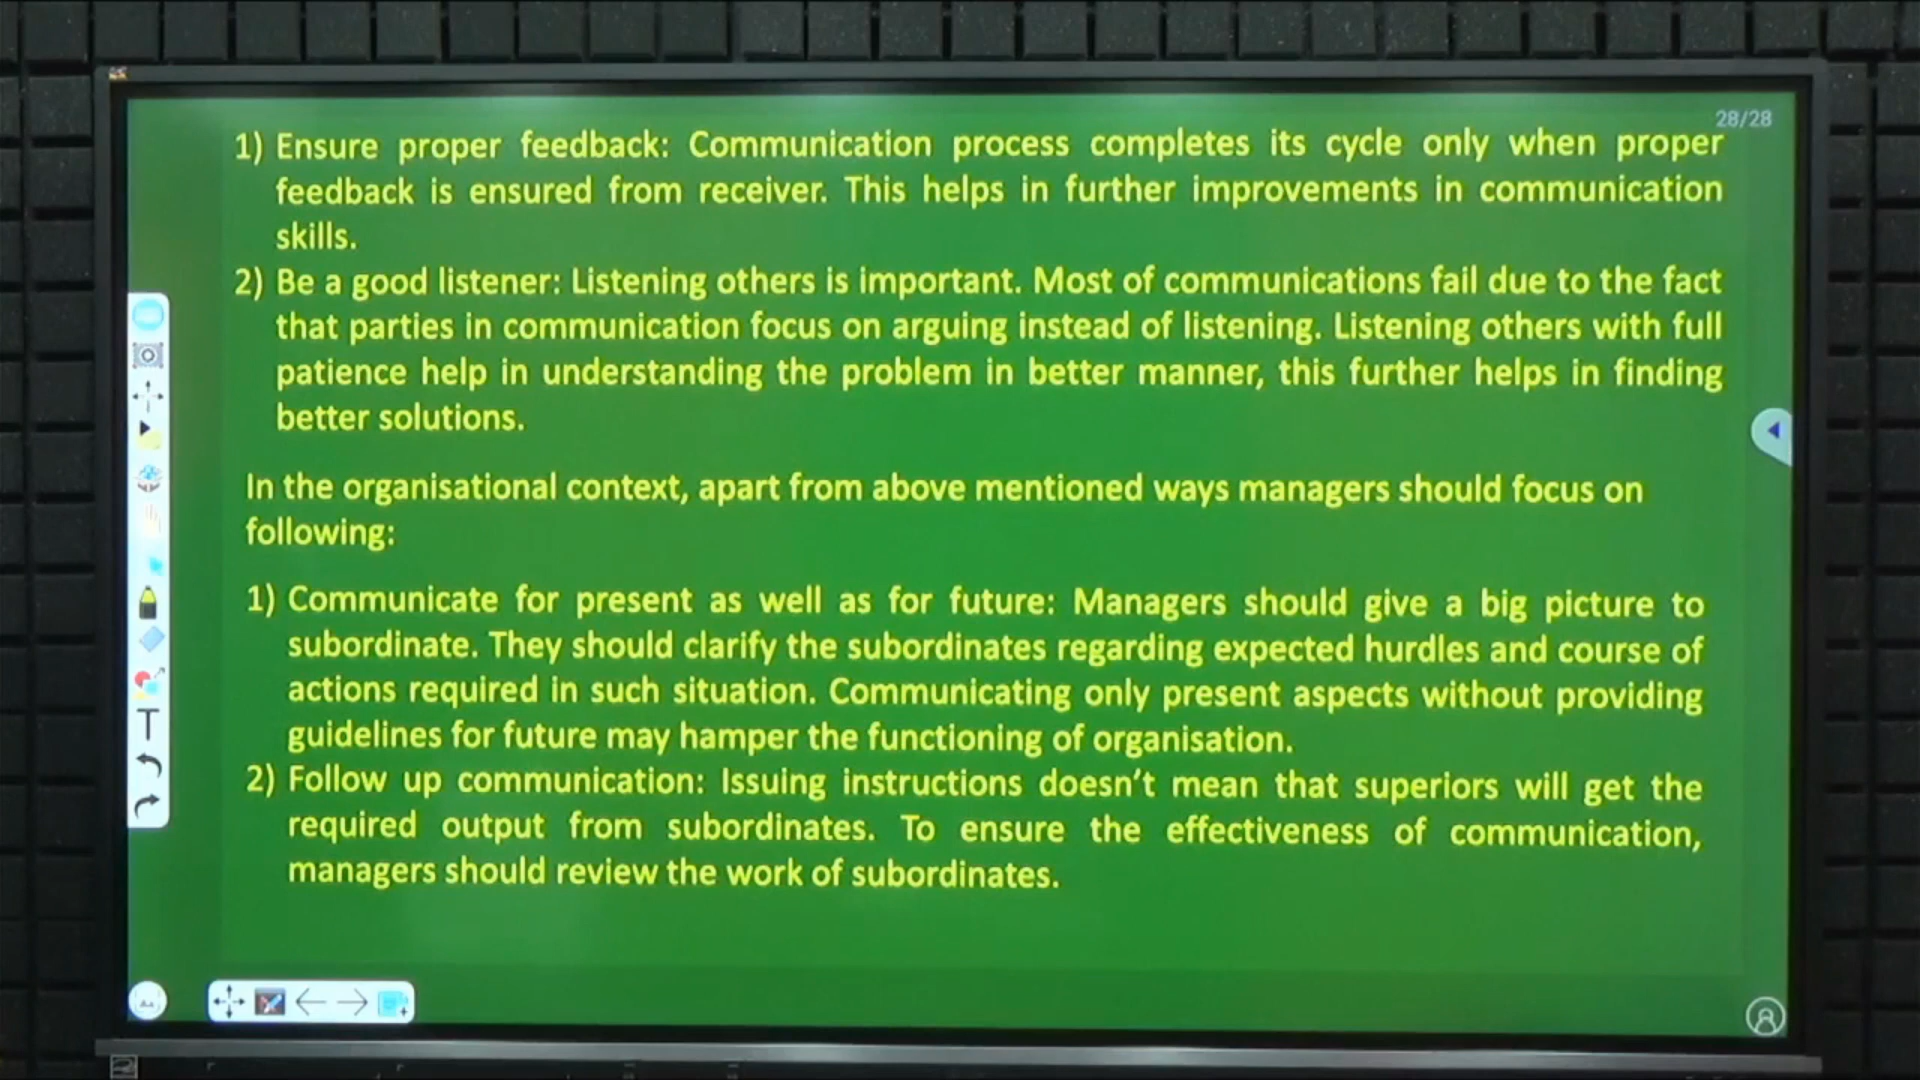 28/28
1) Ensure proper feedback: Communication process completes its cycle only when proper
feedback is ensured from receiver. This helps in further improvements in communication
skills.
2) Be a good listener: Listening others is important. Most of communications fail due to the fact
that parties in communication focus on arguing instead of listening. Listening others with full
patience help in understanding the problem in better manner, this further helps in finding
better solutions.
In the organisational context, apart from above mentioned ways managers should focus on
following:
1) Communicate for present as well as for future: Managers should give a big picture to
subordinate. They should clarify the subordinates regarding expected hurdles and course of
actions required in such situation. Communicating only present aspects without providing
guidelines for future may hamper the functioning of organisation.
2) Follow up communication: Issuing instructions doesn’t mean that superiors will get the
required output from subordinates. To ensure the effectiveness of communication,
managers should review the work of subordinates.
T